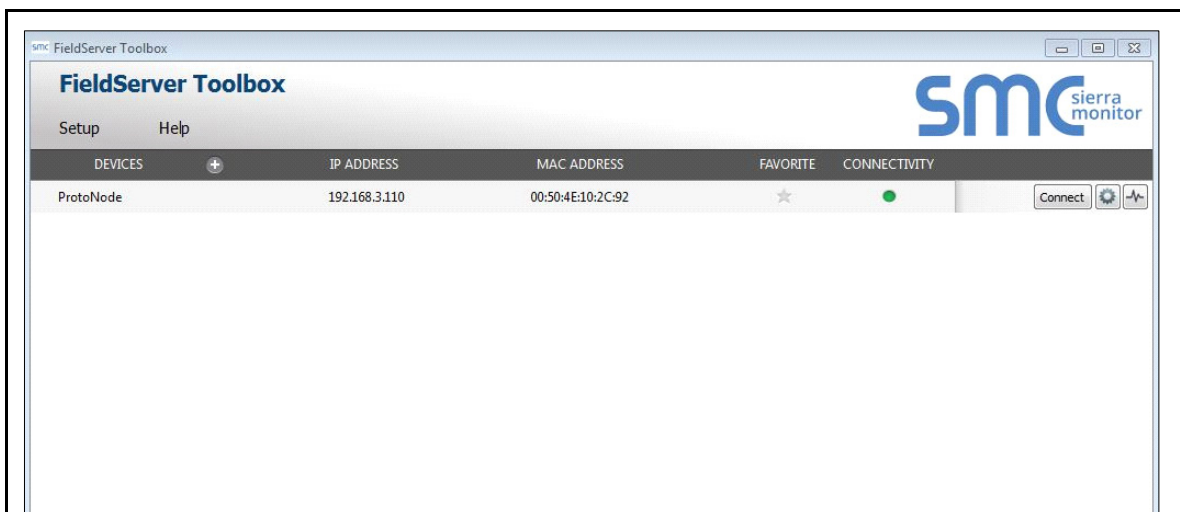 smc FieldServer Toolbox
FieldServer Toolbox
smc sierra monitor
Setup Help
DEVICES IP ADDRESS MAC ADDRESS FAVORITE CONNECTIVITY
ProtoNode 192.168.3.110 00:50:4E:10:2C:92 Connect